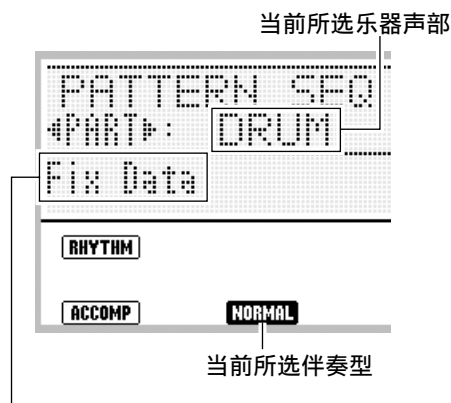 当前所选乐器声部
PATTERN SEQ
◀PART▶: DRUM
Fix Data
RHYTHM
ACCOMP NORMAL
当前所选伴奏型